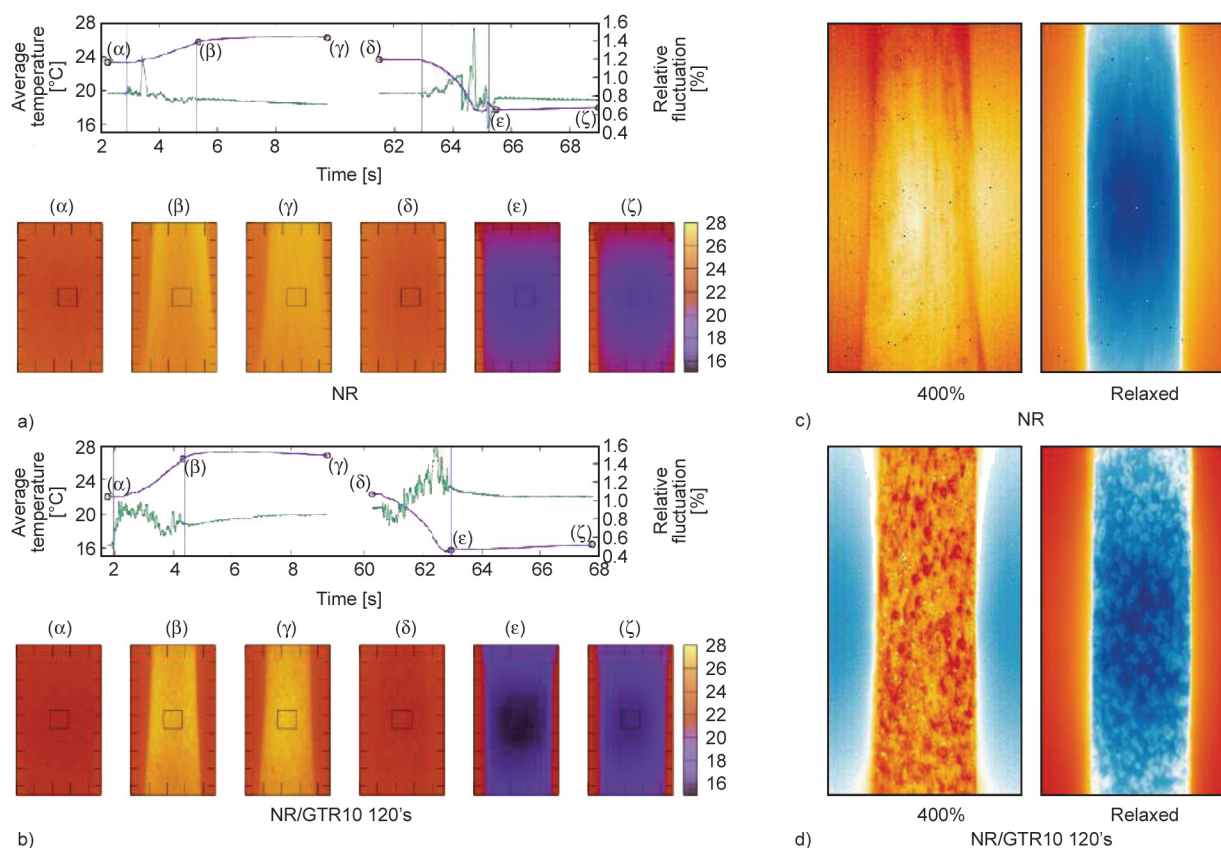 28
24
20
16
Average
temperature
[°C]
(α)
(β)
(γ)
(δ)
(ε)
(ζ)
1.6
1.4
1.2
1.0
0.8
0.6
0.4
Relative
fluctuation
[%]
2 4 6 8 10 62 64 66 68
Time [s]
(α) (β) (γ) (δ) (ε) (ζ)
28
26
24
22
20
18
16
NR
a)
400% Relaxed
NR
c)
28
24
20
16
Average
temperature
[°C]
(α)
(β)
(γ)
(δ)
(ε)
(ζ)
1.6
1.4
1.2
1.0
0.8
0.6
0.4
Relative
fluctuation
[%]
2 4 6 8 60 62 64 66 68
Time [s]
(α) (β) (γ) (δ) (ε) (ζ)
28
26
24
22
20
18
16
NR/GTR10 120's
b)
400% Relaxed
NR/GTR10 120's
d)